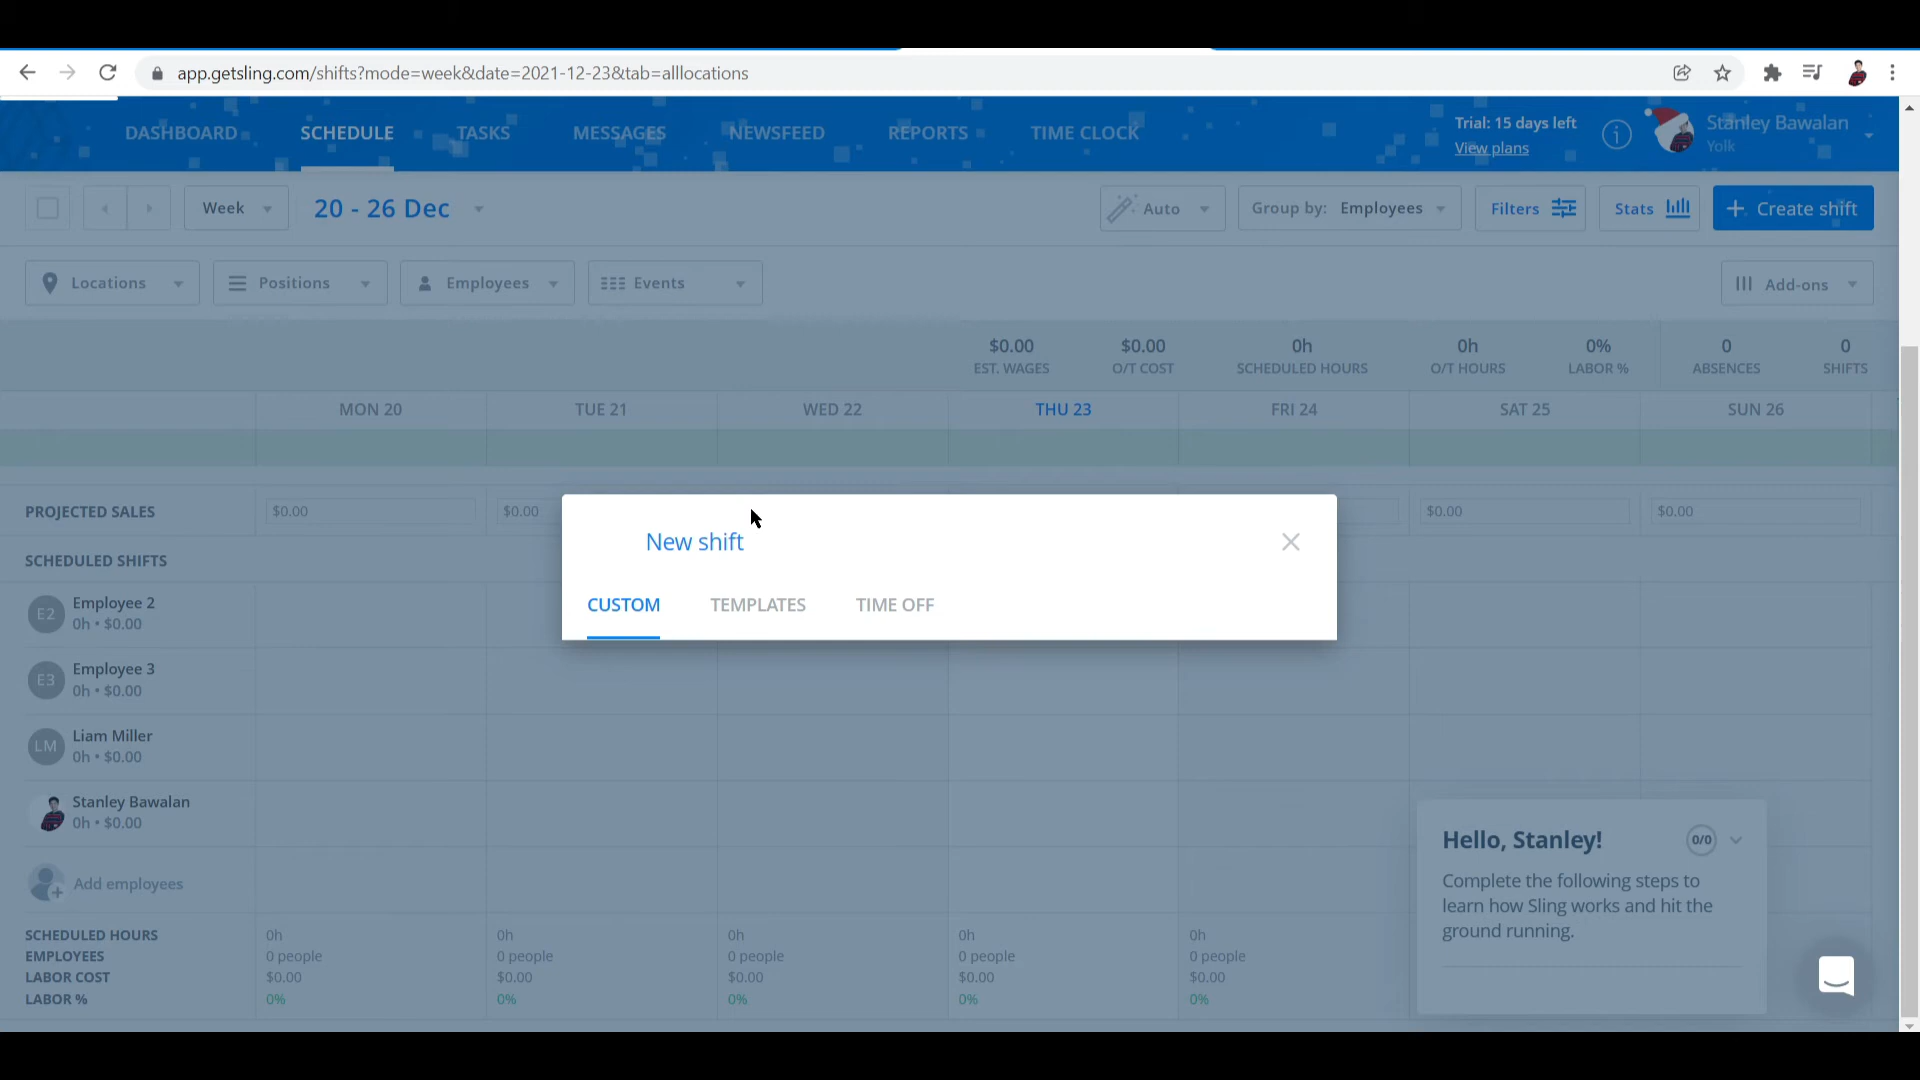 app.getsling.com/shifts?mode=week&date=2021-12-23&tab=alllocations
DASHBOARD SCHEDULE TASKS MESSAGES NEWSFEED REPORTS TIME CLOCK
Trial: 15 days left
View plans
Stanley Bawalan
Yolk
Week 20 - 26 Dec Auto Group by: Employees Filters Stats + Create shift
Locations Positions Employees Events Add-ons
$0.00 $0.00 0h 0h 0% 0 0
EST. WAGES O/T COST SCHEDULED HOURS O/T HOURS LABOR % ABSENCES SHIFTS
MON 20 TUE 21 WED 22 THU 23 FRI 24 SAT 25 SUN 26
PROJECTED SALES $0.00 $0.00 $0.00 $0.00
New shift
CUSTOM TEMPLATES TIME OFF
SCHEDULED SHIFTS
E2 Employee 2
0h • $0.00
E3 Employee 3
0h • $0.00
LM Liam Miller
0h • $0.00
Stanley Bawalan
0h • $0.00
Add employees
SCHEDULED HOURS 0h 0h 0h 0h 0h
EMPLOYEES 0 people 0 people 0 people 0 people 0 people
LABOR COST $0.00 $0.00 $0.00 $0.00 $0.00
LABOR % 0% 0% 0% 0% 0%
Hello, Stanley! 0/0
Complete the following steps to
learn how Sling works and hit the
ground running.